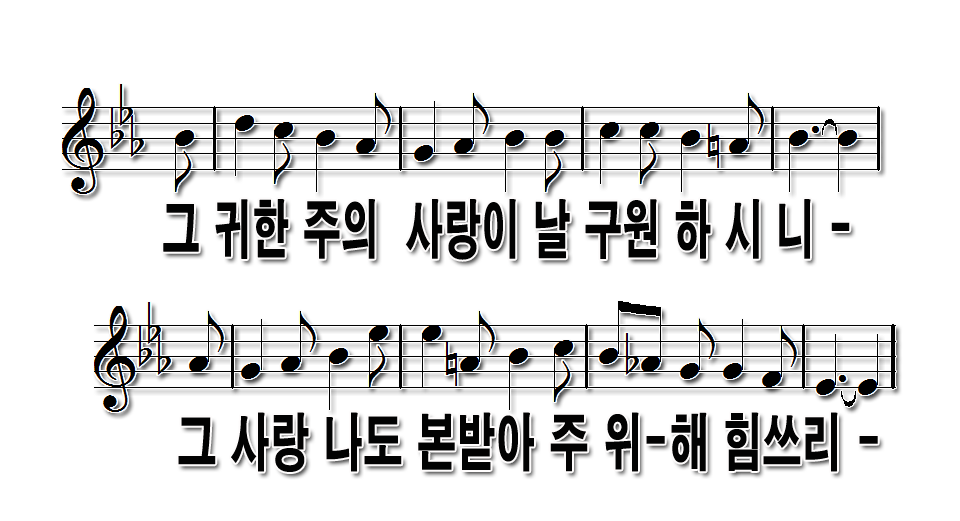 그 귀한 주의 사랑이 날 구원 하 시 니 -
그 사랑 나도 본받아 주 위-해 힘쓰리 -